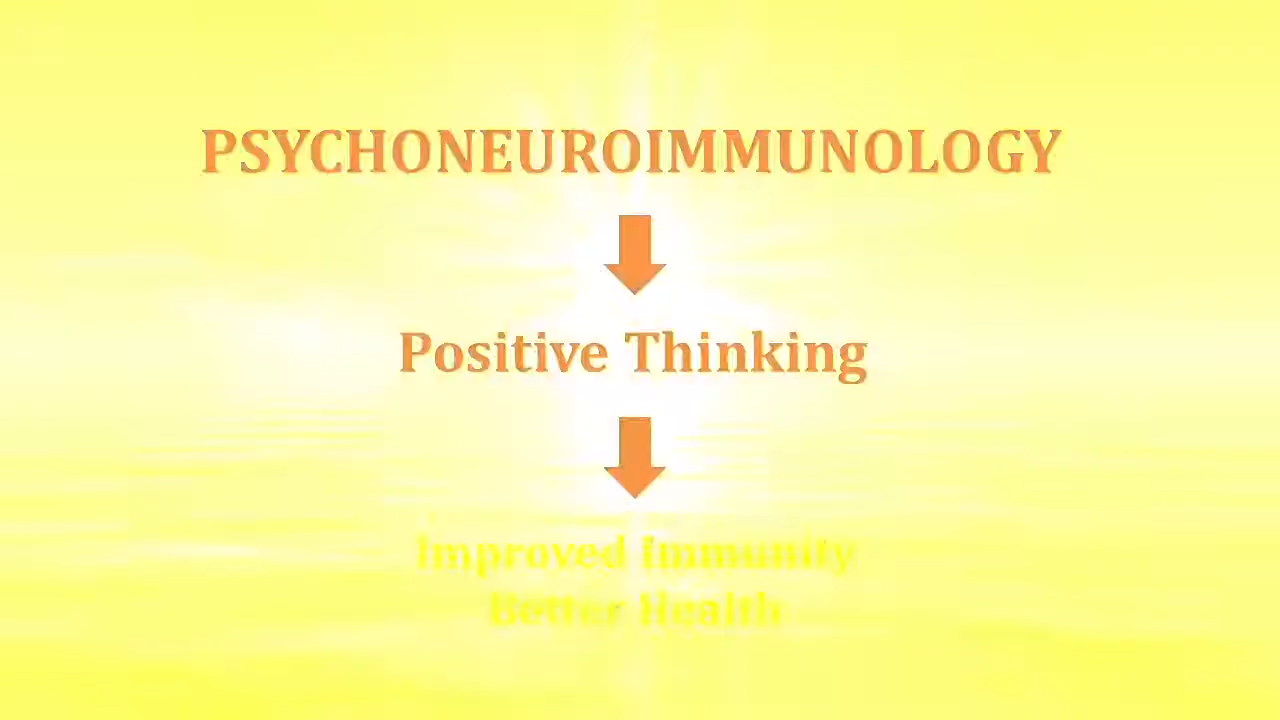 PSYCHONEUROIMMUNOLOGY
Positive Thinking
Improved Immunity
Better Health